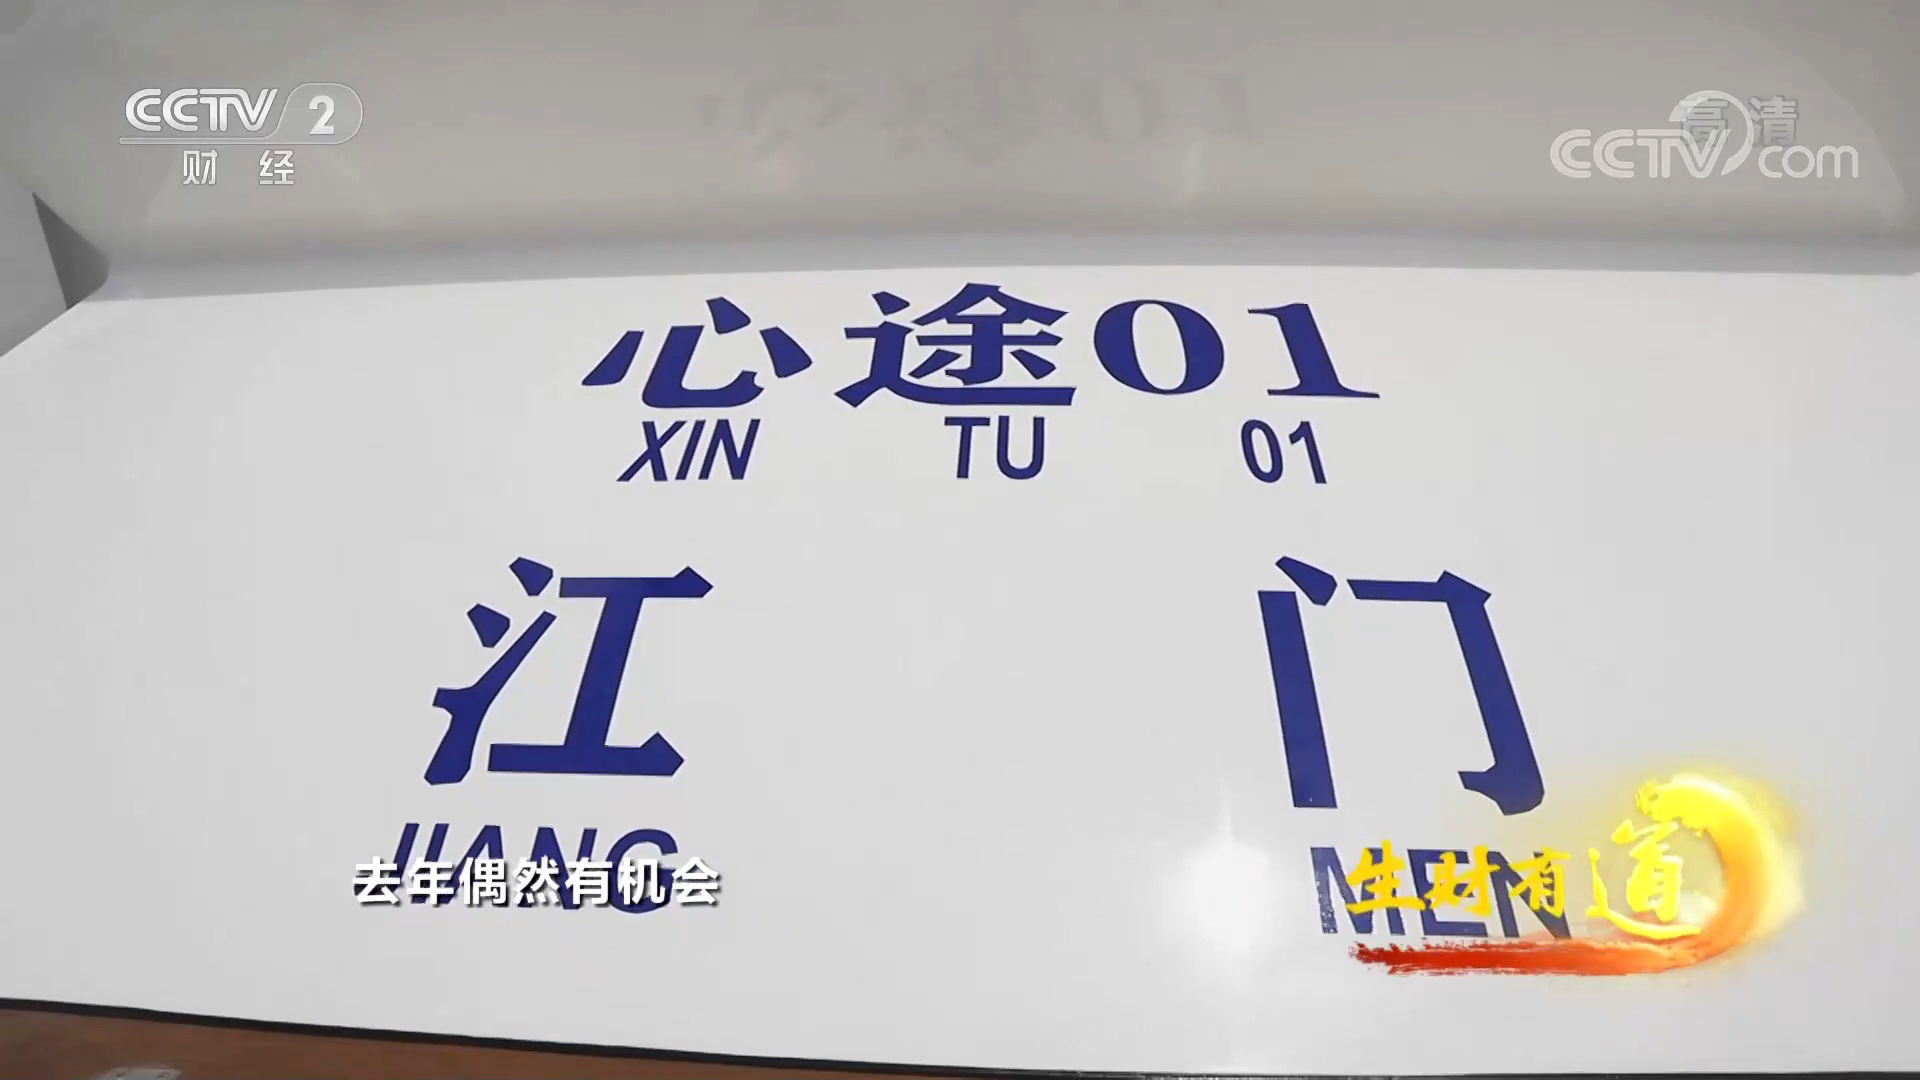 CCTV 2
财 经
高清
CCTV com
心途01
XIN TU 01
江 门
JIANG MEN
去年偶然有机会
生财有道